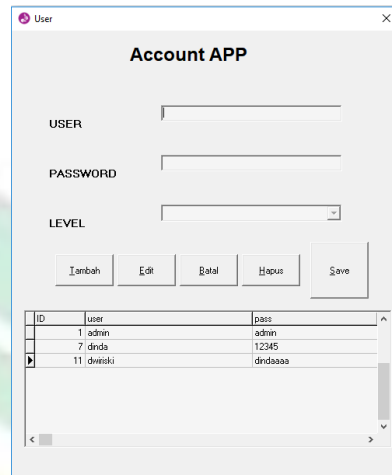 User
Account APP
USER
PASSWORD
LEVEL
Tambah Edit Batal Hapus Save
ID user pass
1 admin admin
7 dinda 12345
11 dwiriski dindaaaa